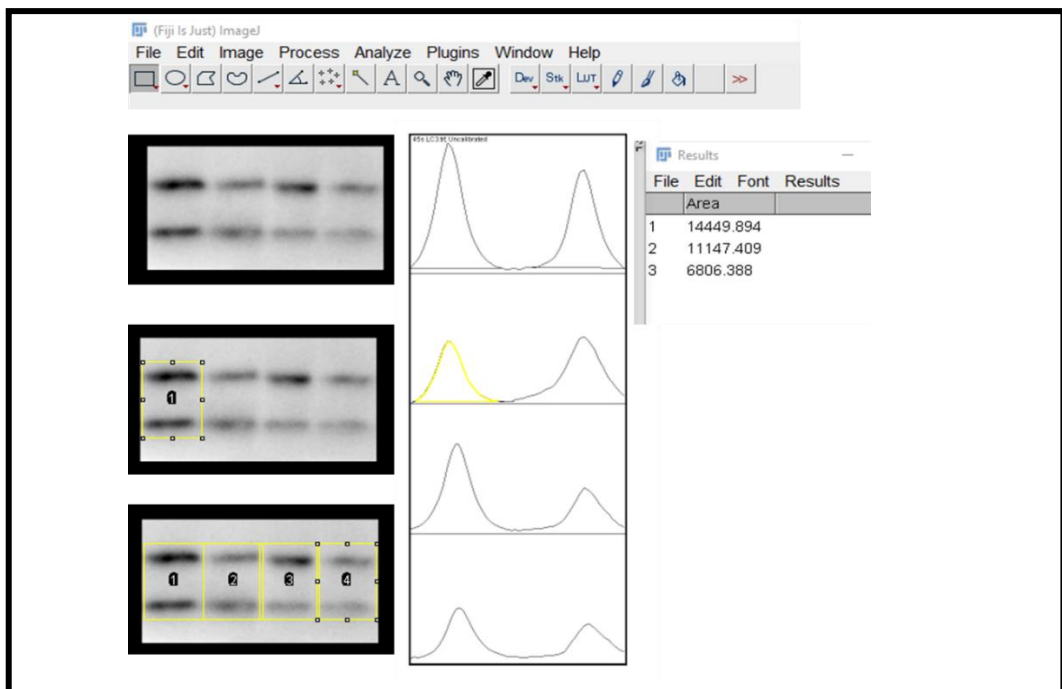 (Fiji Is Just) ImageJ
File Edit Image Process Analyze Plugins Window Help
Dev Stk LUT >>
Uncalibrated
Results
File Edit Font Results
Area
1 14449.894
2 11147.409
3 6806.388
1
1 2 3 4